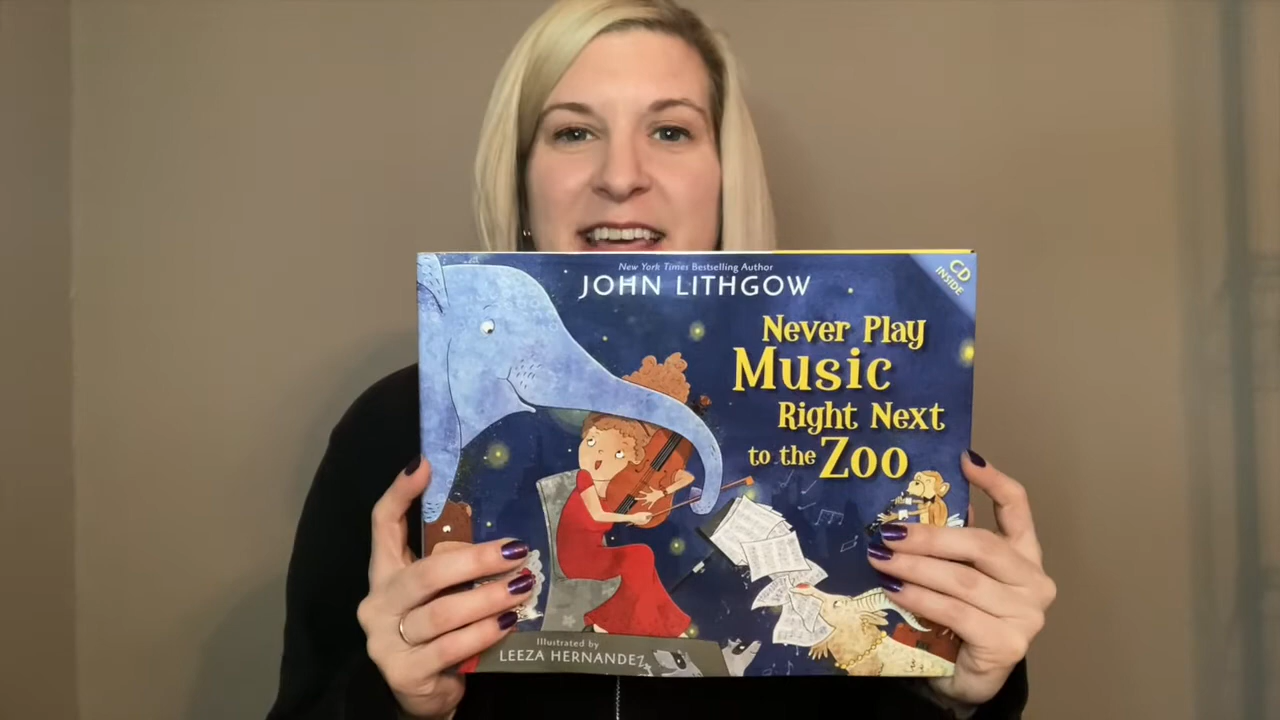 New York Times Bestselling Author
JOHN LITHGOW
CD
INSIDE
Never Play
Music
Right Next
to the Zoo
Illustrated by
LEEZA HERNANDEZ